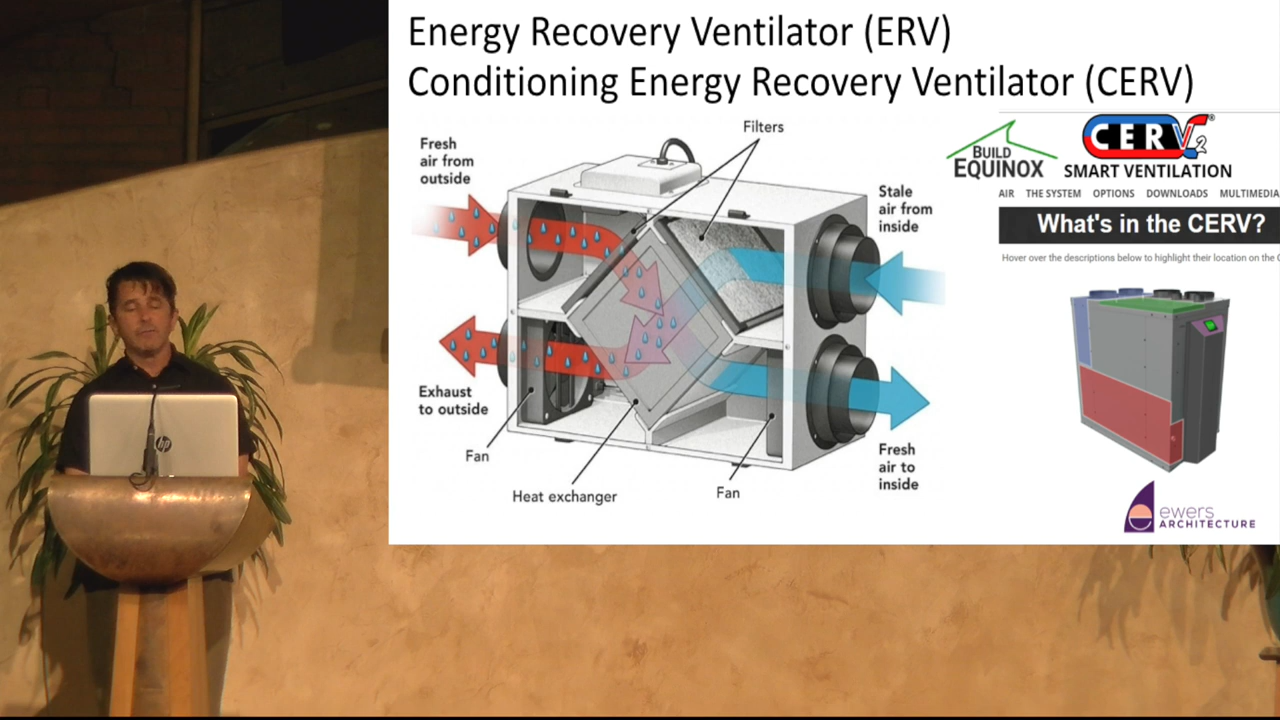 Energy Recovery Ventilator (ERV)
Conditioning Energy Recovery Ventilator (CERV)
Filters
Fresh
air from
outside
Stale
air from
inside
Exhaust
to outside
Fan
Heat exchanger
Fan
Fresh
air to
inside
BUILD
EQUINOX
CERV2®
SMART VENTILATION
AIR THE SYSTEM OPTIONS DOWNLOADS MULTIMEDIA
What's in the CERV?
Hover over the descriptions below to highlight their location on the C
ewers
ARCHITECTURE
hp